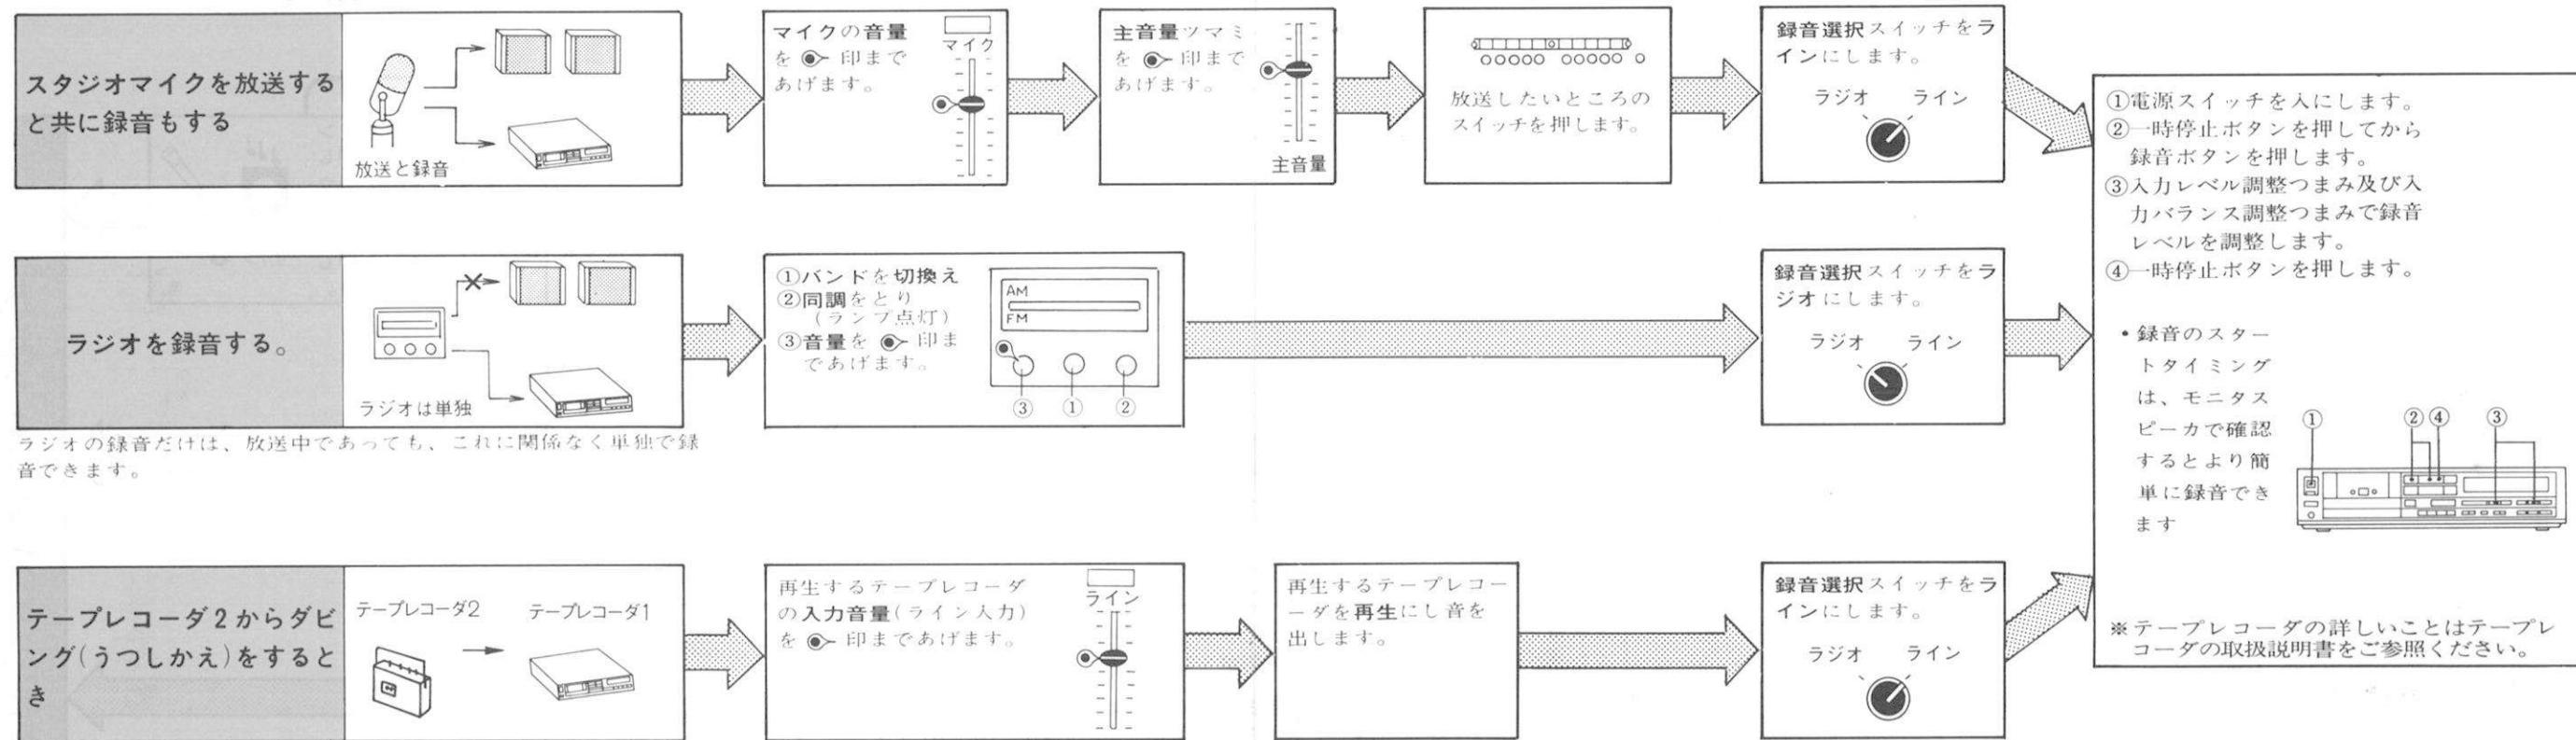 スタジオマイクを放送する
と共に録音もする
放送と録音
マイクの音量
を 印まで
あげます。
マイク
主音量ツマミ
を 印まで
あげます。
主音量
放送したいところの
スイッチを押します。
録音選択スイッチをラ
インにします。
ラジオ ライン
ラジオを録音する。
ラジオは単独
ラジオの録音だけは、放送中であっても、これに関係なく単独で録
音できます。
①バンドを切換え
②同調をとり
(ランプ点灯)
③音量を 印ま
であげます。
AM
FM
③ ① ②
録音選択スイッチをラ
ジオにします。
ラジオ ライン
テープレコーダ2からダビ
ング(うつしかえ)をすると
き
テープレコーダ2 テープレコーダ1
再生するテープレコーダ
の入力音量(ライン入力)
を 印まであげます。
ライン
再生するテープレコー
ーダを再生にし音を
出します。
録音選択スイッチをラ
インにします。
ラジオ ライン
①電源スイッチを入にします。
②一時停止ボタンを押してから
録音ボタンを押します。
③入力レベル調整つまみ及び入
力バランス調整つまみで録音
レベルを調整します。
④一時停止ボタンを押します。
・録音のスター
トタイミング
は、モニタス
ピーカで確認
するとより簡
単に録音でき
ます
① ② ④ ③
※テープレコーダの詳しいことはテープレ
コーダの取扱説明書をご参照ください。